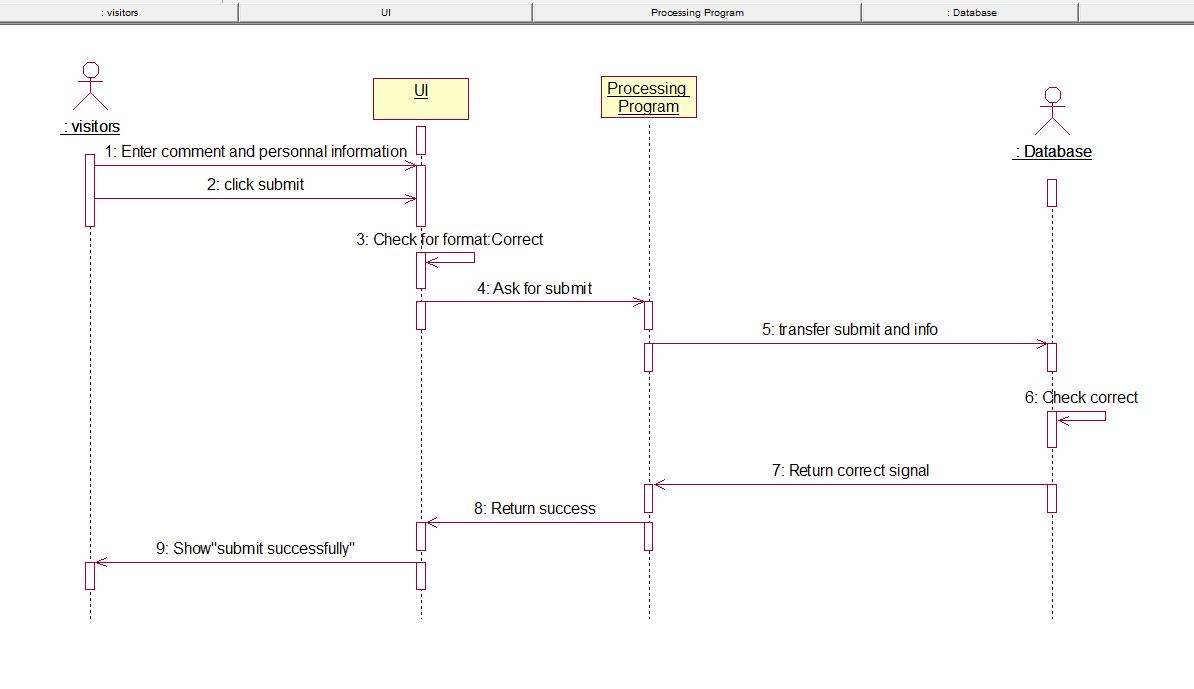 : visitors
UI
Processing Program
: Database
: visitors
UI
Processing
Program
: Database
1: Enter comment and personnal information
2: click submit
3: Check for format:Correct
4: Ask for submit
5: transfer submit and info
6: Check correct
7: Return correct signal
8: Return success
9: Show"submit successfully"